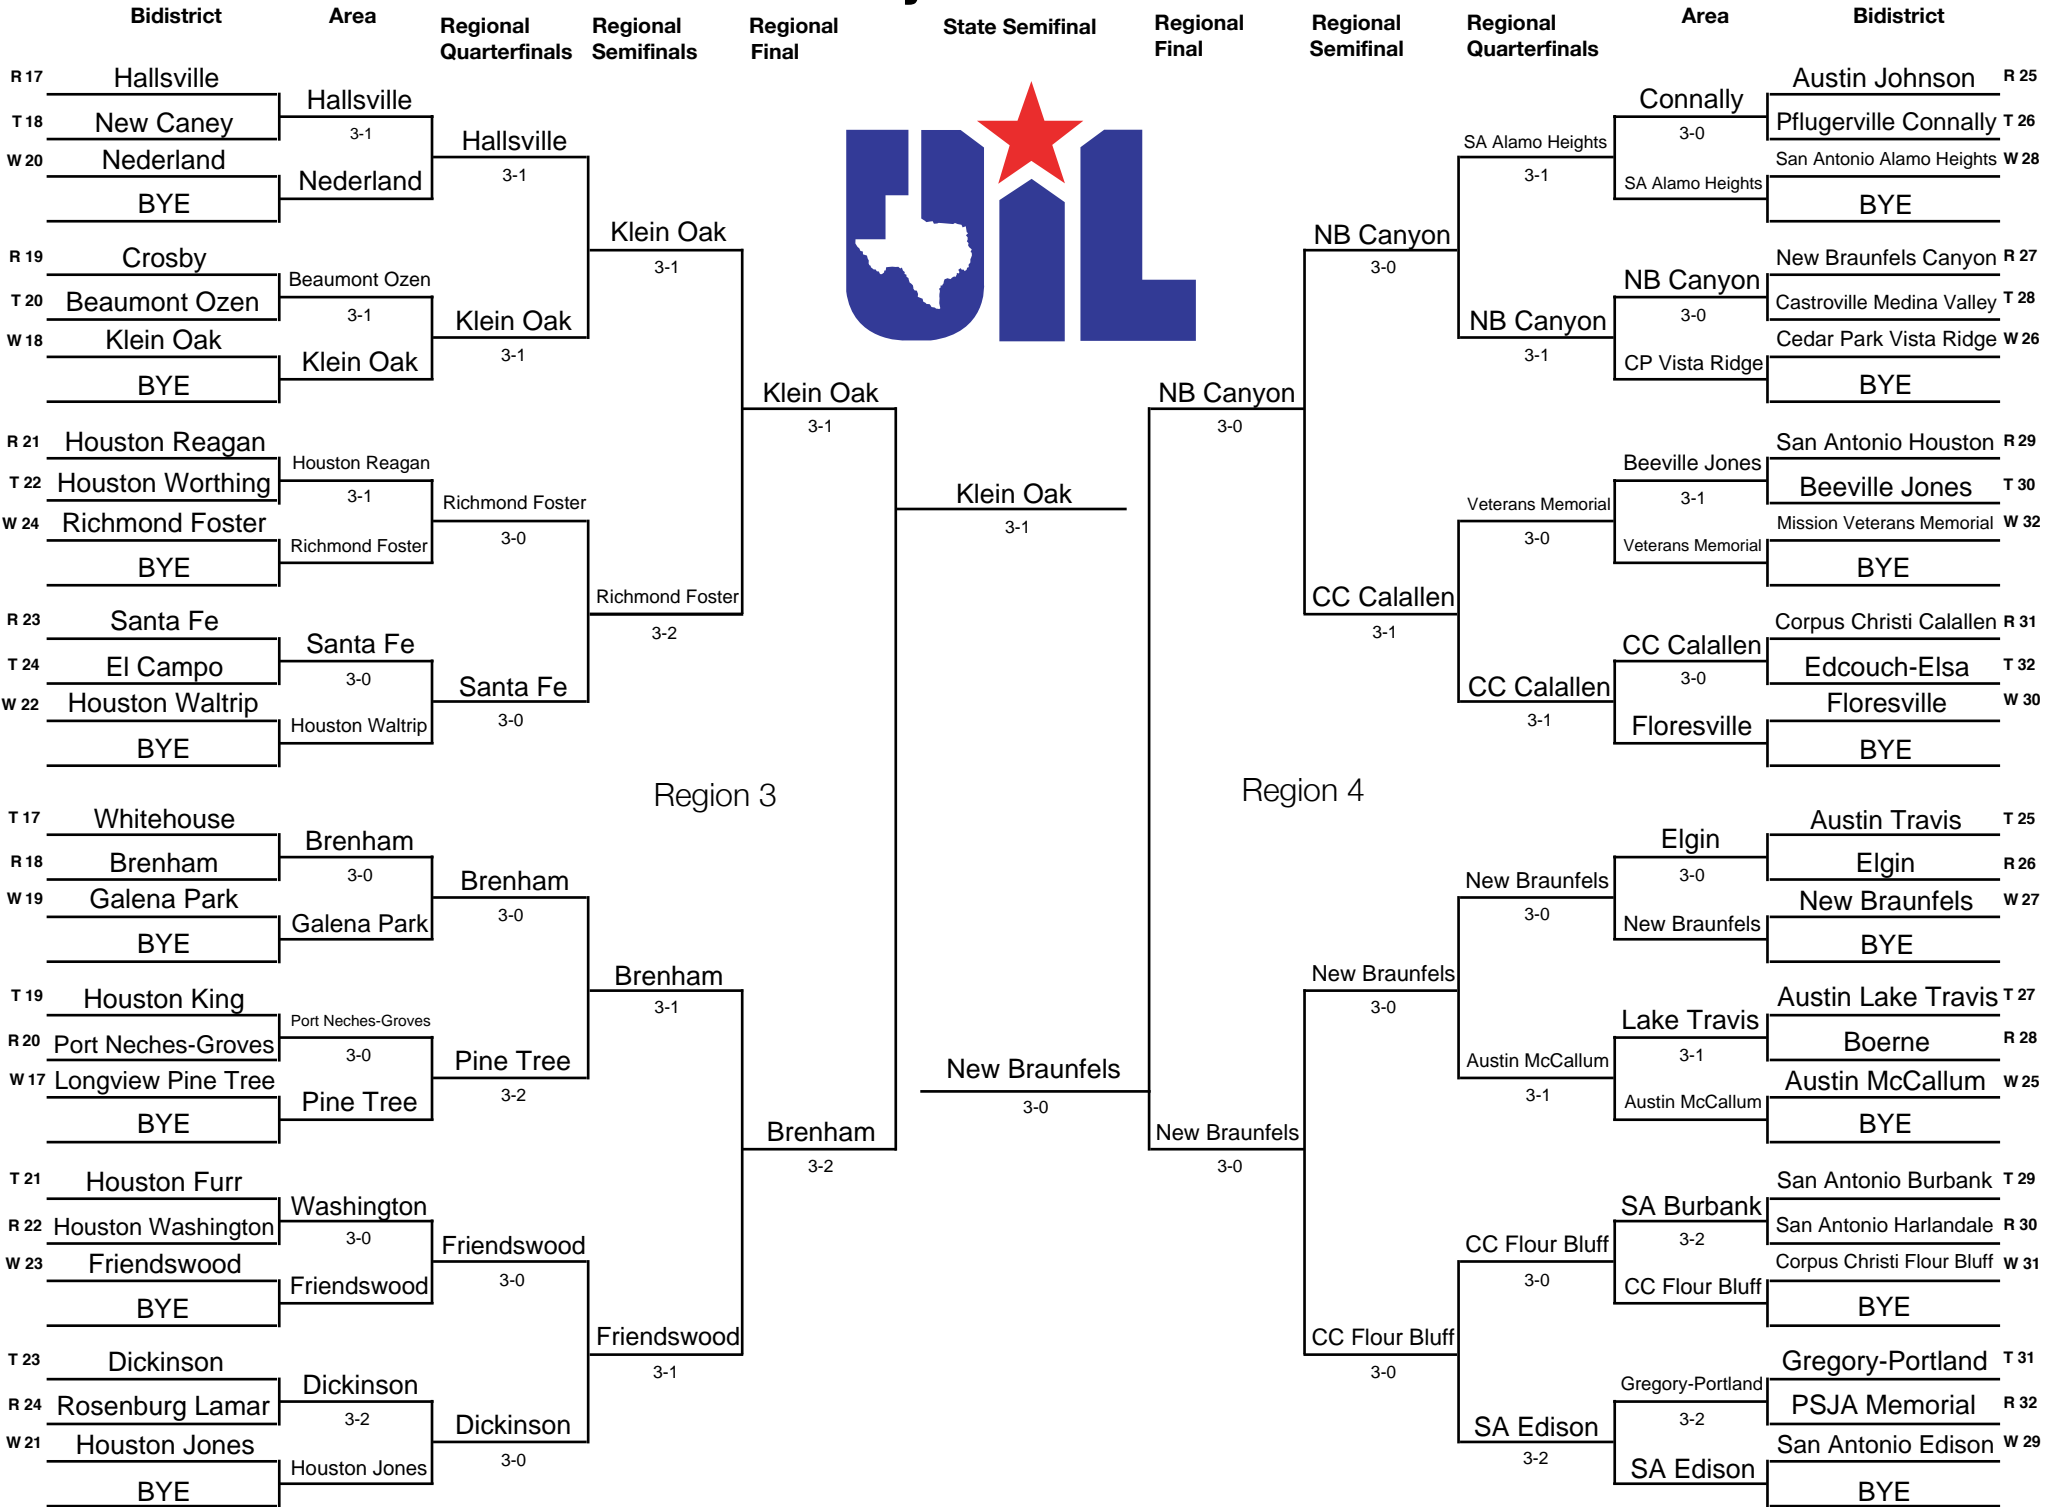 Bidistrict
Area
Regional
Quarterfinals
Regional
Semifinals
Regional
Final
State Semifinal
Regional
Final
Regional
Semifinal
Regional
Quarterfinals
Area
Bidistrict
R 17 Hallsville
T 18 New Caney
W 20 Nederland
BYE
R 19 Crosby
T 20 Beaumont Ozen
W 18 Klein Oak
BYE
R 21 Houston Reagan
T 22 Houston Worthing
W 24 Richmond Foster
BYE
R 23 Santa Fe
T 24 El Campo
W 22 Houston Waltrip
BYE
T 17 Whitehouse
R 18 Brenham
W 19 Galena Park
BYE
T 19 Houston King
R 20 Port Neches-Groves
W 17 Longview Pine Tree
BYE
T 21 Houston Furr
R 22 Houston Washington
W 23 Friendswood
BYE
T 23 Dickinson
R 24 Rosenburg Lamar
W 21 Houston Jones
BYE
Hallsville
3-1
Nederland
Beaumont Ozen
3-1
Klein Oak
Houston Reagan
3-1
Richmond Foster
Santa Fe
3-0
Houston Waltrip
Brenham
3-0
Galena Park
Port Neches-Groves
3-0
Pine Tree
Washington
3-0
Friendswood
Dickinson
3-2
Houston Jones
Hallsville
3-1
Klein Oak
3-1
Richmond Foster
3-0
Santa Fe
3-0
Brenham
3-0
Pine Tree
3-2
Friendswood
3-0
Dickinson
3-0
Klein Oak
3-1
Richmond Foster
3-2
Brenham
3-1
Friendswood
3-1
Region 3
Klein Oak
3-1
Brenham
3-2
UIL
Klein Oak
3-1
New Braunfels
3-0
NB Canyon
3-0
New Braunfels
3-0
Region 4
NB Canyon
3-0
CC Calallen
3-1
New Braunfels
3-0
CC Flour Bluff
3-0
SA Alamo Heights
3-1
NB Canyon
3-1
Veterans Memorial
3-0
CC Calallen
3-1
New Braunfels
3-0
Austin McCallum
3-1
CC Flour Bluff
3-0
SA Edison
3-2
Connally
3-0
SA Alamo Heights
NB Canyon
3-0
CP Vista Ridge
Beeville Jones
3-1
Veterans Memorial
CC Calallen
3-0
Floresville
Elgin
3-0
New Braunfels
Lake Travis
3-1
Austin McCallum
SA Burbank
3-2
CC Flour Bluff
Gregory-Portland
3-2
SA Edison
Austin Johnson R 25
Pflugerville Connally T 26
San Antonio Alamo Heights W 28
BYE
New Braunfels Canyon R 27
Castroville Medina Valley T 28
Cedar Park Vista Ridge W 26
BYE
San Antonio Houston R 29
Beeville Jones T 30
Mission Veterans Memorial W 32
BYE
Corpus Christi Calallen R 31
Edcouch-Elsa T 32
Floresville W 30
BYE
Austin Travis T 25
Elgin R 26
New Braunfels W 27
BYE
Austin Lake Travis T 27
Boerne R 28
Austin McCallum W 25
BYE
San Antonio Burbank T 29
San Antonio Harlandale R 30
Corpus Christi Flour Bluff W 31
BYE
Gregory-Portland T 31
PSJA Memorial R 32
San Antonio Edison W 29
BYE